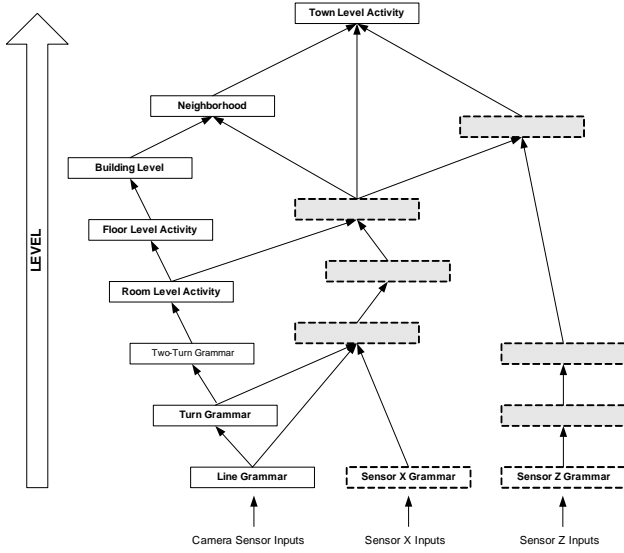 Town Level Activity
Neighborhood
Building Level
Floor Level Activity
LEVEL
Room Level Activity
Two-Turn Grammar
Turn Grammar
Line Grammar
Sensor X Grammar
Sensor Z Grammar
Camera Sensor Inputs
Sensor X Inputs
Sensor Z Inputs